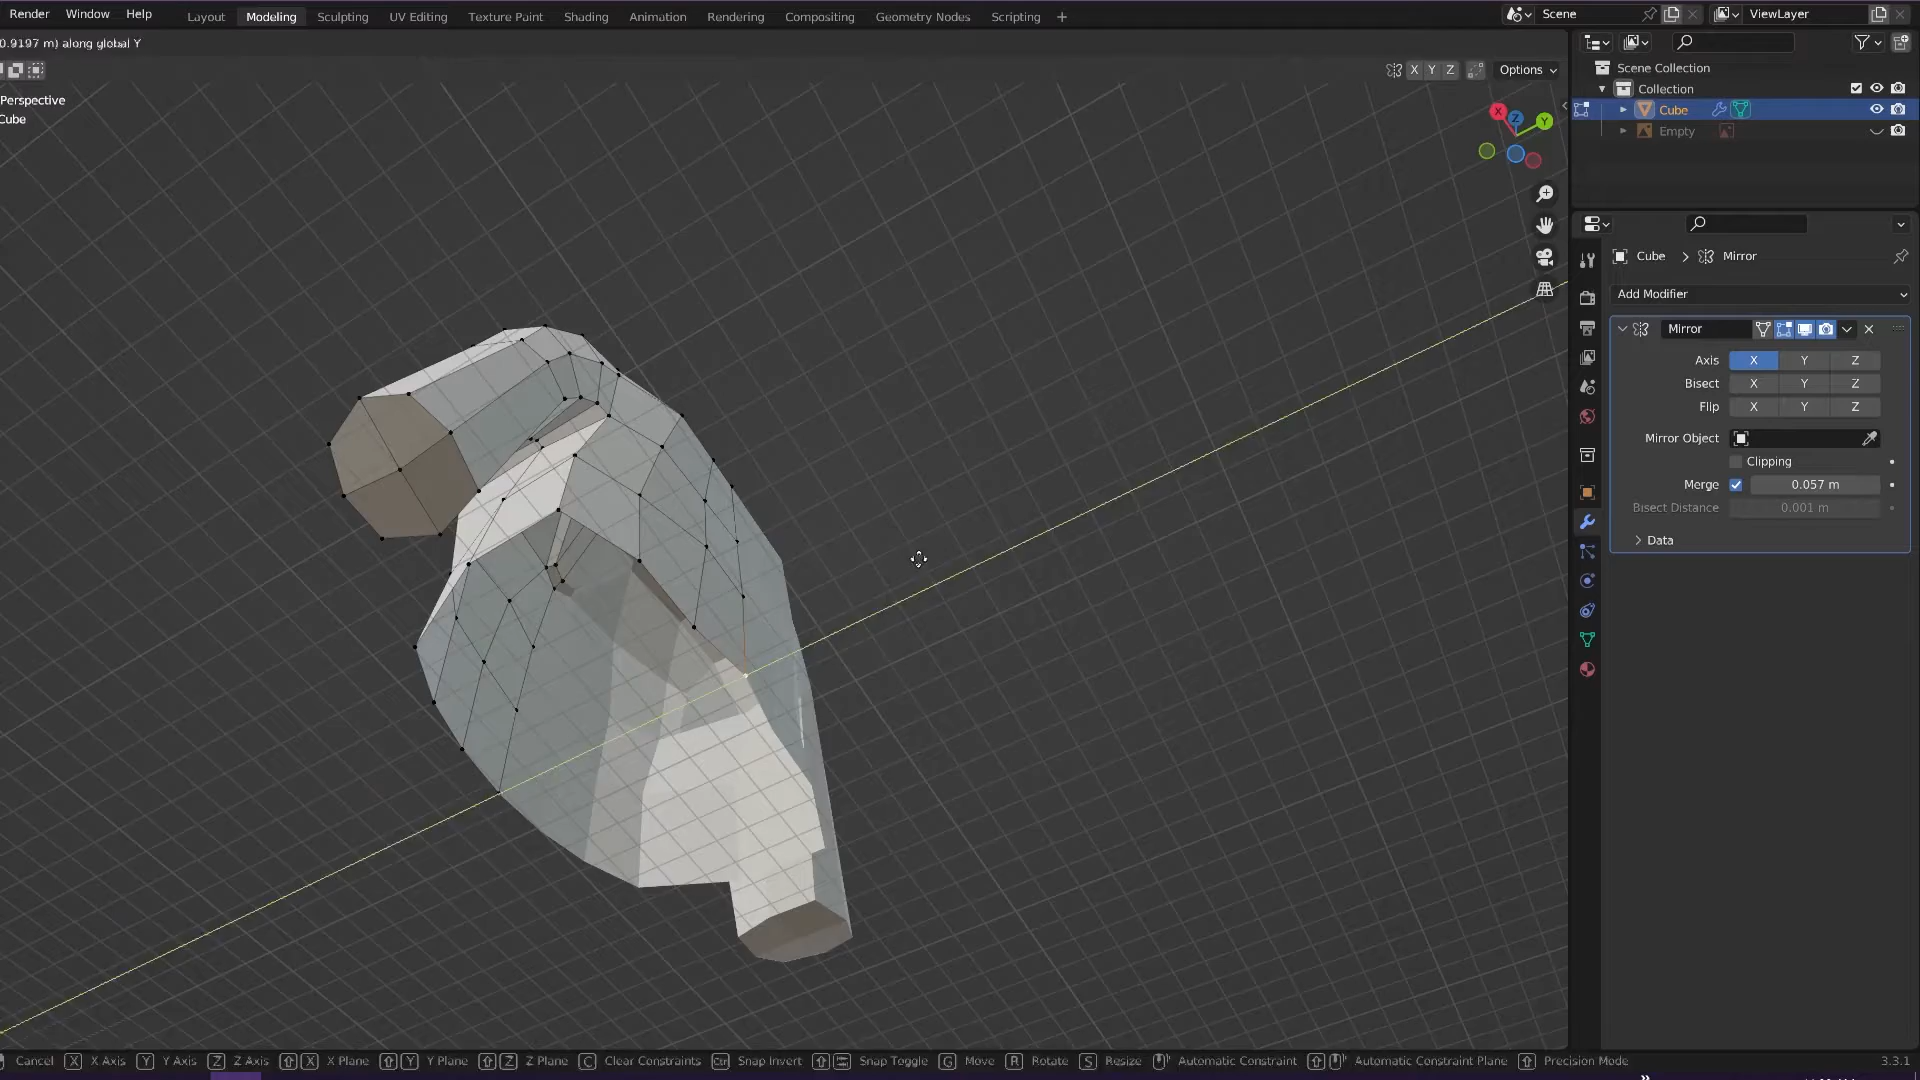 Render Window Help Layout Modeling Sculpting UV Editing Texture Paint Shading Animation Rendering Compositing Geometry Nodes Scripting + Scene ViewLayer
0.9197 m) along global Y
X Y Z Options
Perspective
Cube
X Z Y
Scene Collection
Collection
Cube
Empty
Cube > Mirror
Add Modifier
Mirror
Axis X Y Z
Bisect X Y Z
Flip X Y Z
Mirror Object
Clipping
Merge 0.057 m
Bisect Distance 0.001 m
Data
Cancel X X Axis Y Y Axis Z Z Axis X X Plane Y Y Plane Z Z Plane C Clear Constraints Ctrl Snap Invert Snap Toggle G Move R Rotate S Resize Automatic Constraint Automatic Constraint Plane Precision Mode 3.3.1